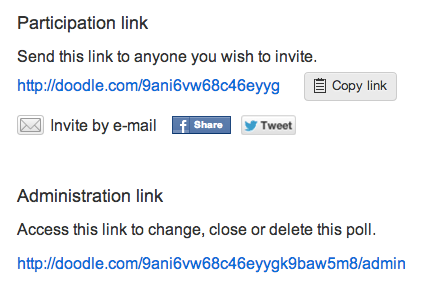 Participation link
Send this link to anyone you wish to invite.
http://doodle.com/9ani6vw68c46eyyg Copy link
Invite by e-mail f Share Tweet
Administration link
Access this link to change, close or delete this poll.
http://doodle.com/9ani6vw68c46eyygk9baw5m8/admin